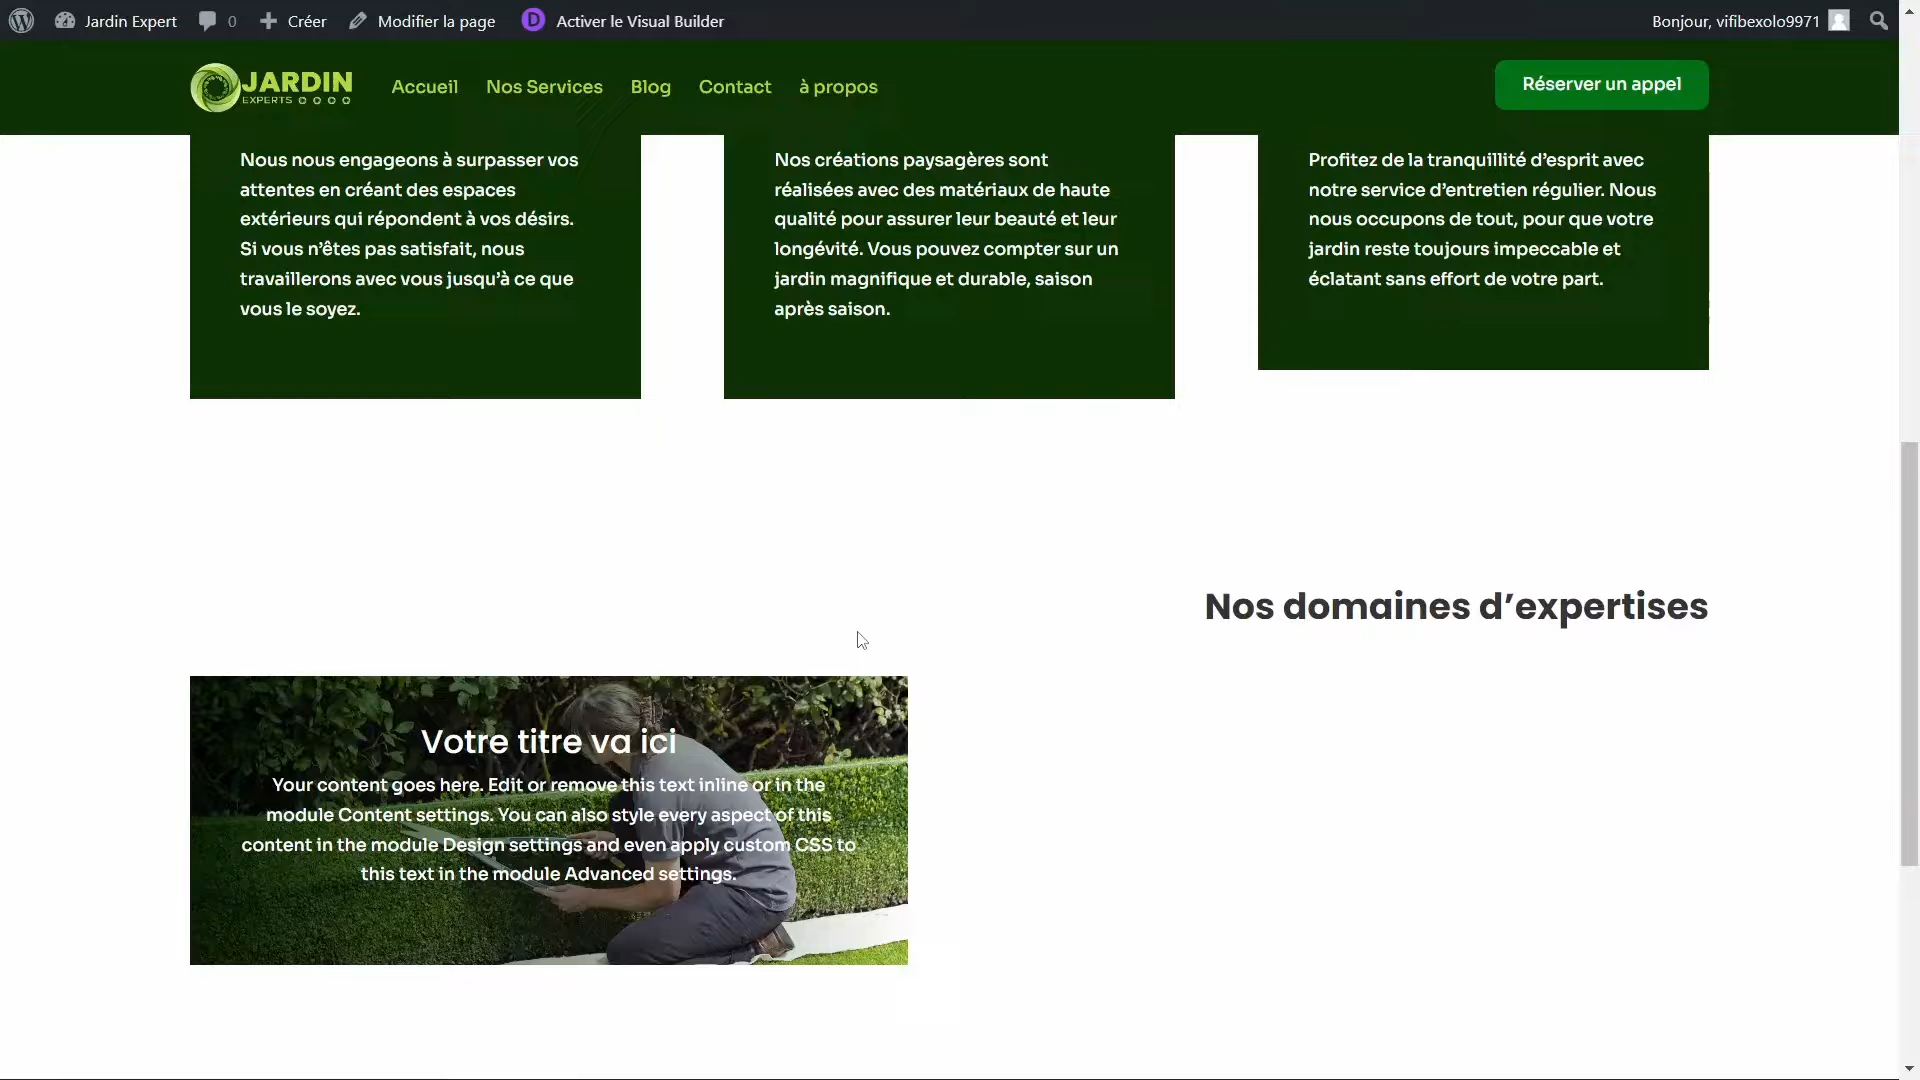 Jardin Expert
0
Créer
Modifier la page
D
Activer le Visual Builder
Bonjour, vifibexolo9971
JARDIN
EXPERTS
Accueil
Nos Services
Blog
Contact
à propos
Réserver un appel
Nous nous engageons à surpasser vos
attentes en créant des espaces
extérieurs qui répondent à vos désirs.
Si vous n’êtes pas satisfait, nous
travaillerons avec vous jusqu’à ce que
vous le soyez.
Nos créations paysagères sont
réalisées avec des matériaux de haute
qualité pour assurer leur beauté et leur
longévité. Vous pouvez compter sur un
jardin magnifique et durable, saison
après saison.
Profitez de la tranquillité d’esprit avec
notre service d’entretien régulier. Nous
nous occupons de tout, pour que votre
jardin reste toujours impeccable et
éclatant sans effort de votre part.
Nos domaines d’expertises
Votre titre va ici
Your content goes here. Edit or remove this text inline or in the
module Content settings. You can also style every aspect of this
content in the module Design settings and even apply custom CSS to
this text in the module Advanced settings.